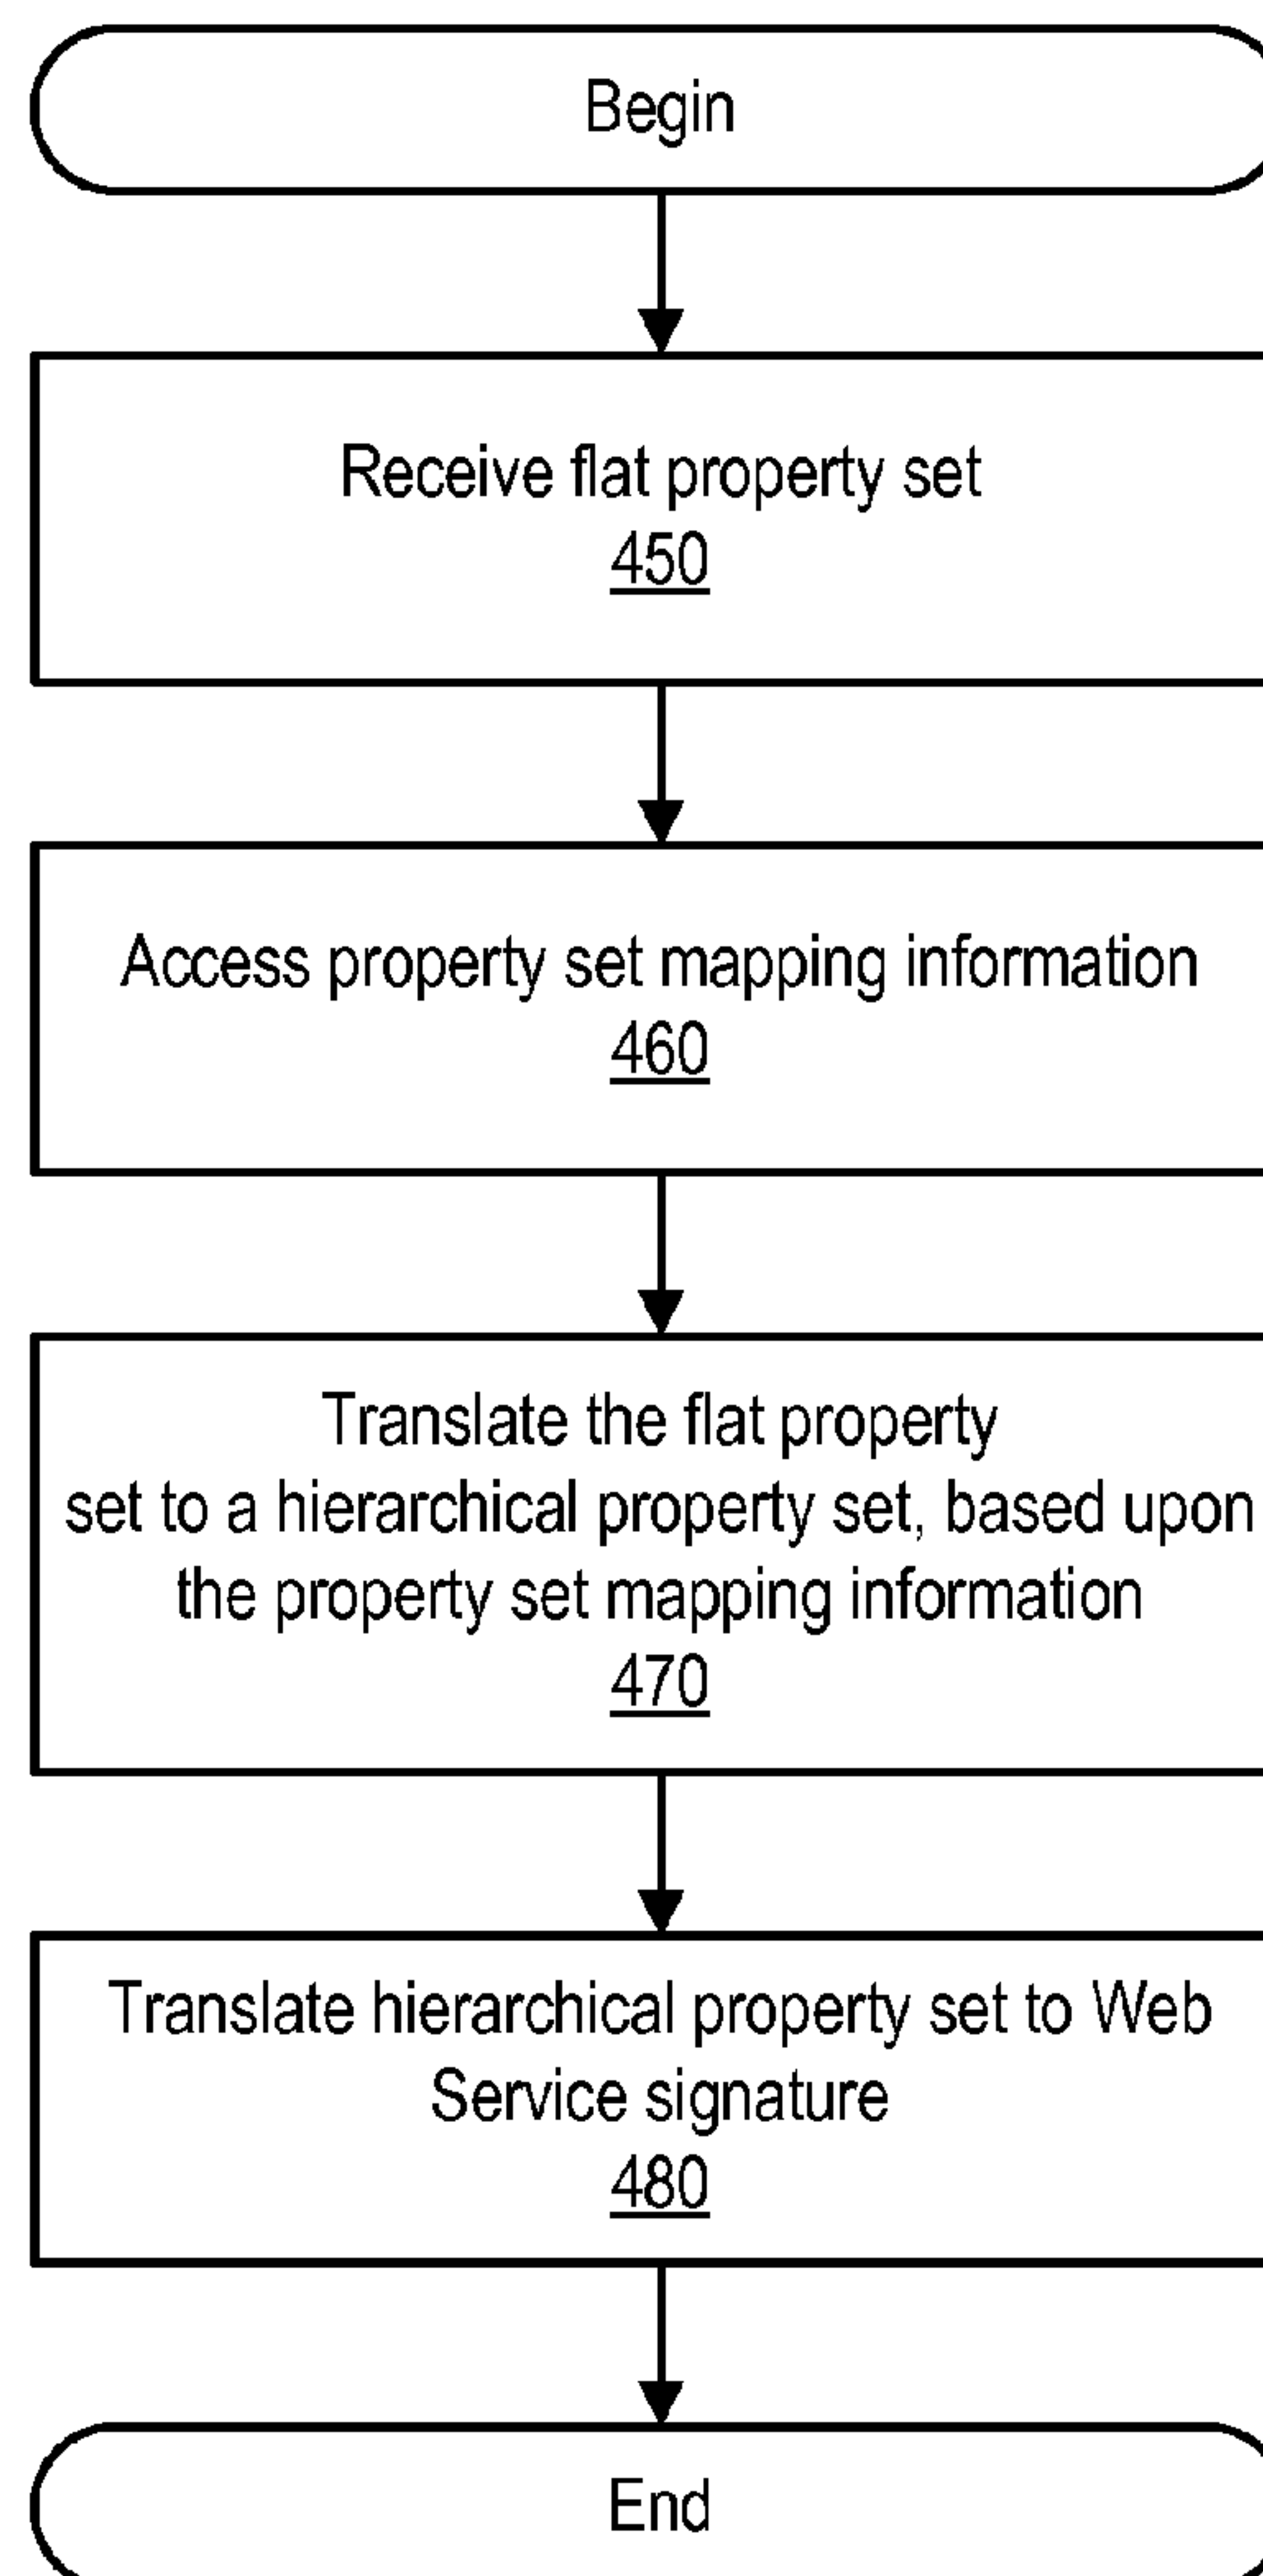 Begin
Receive flat property set
450
Access property set mapping information
460
Translate the flat property
set to a hierarchical property set, based upon
the property set mapping information
470
Translate hierarchical property set to Web
Service signature
480
End